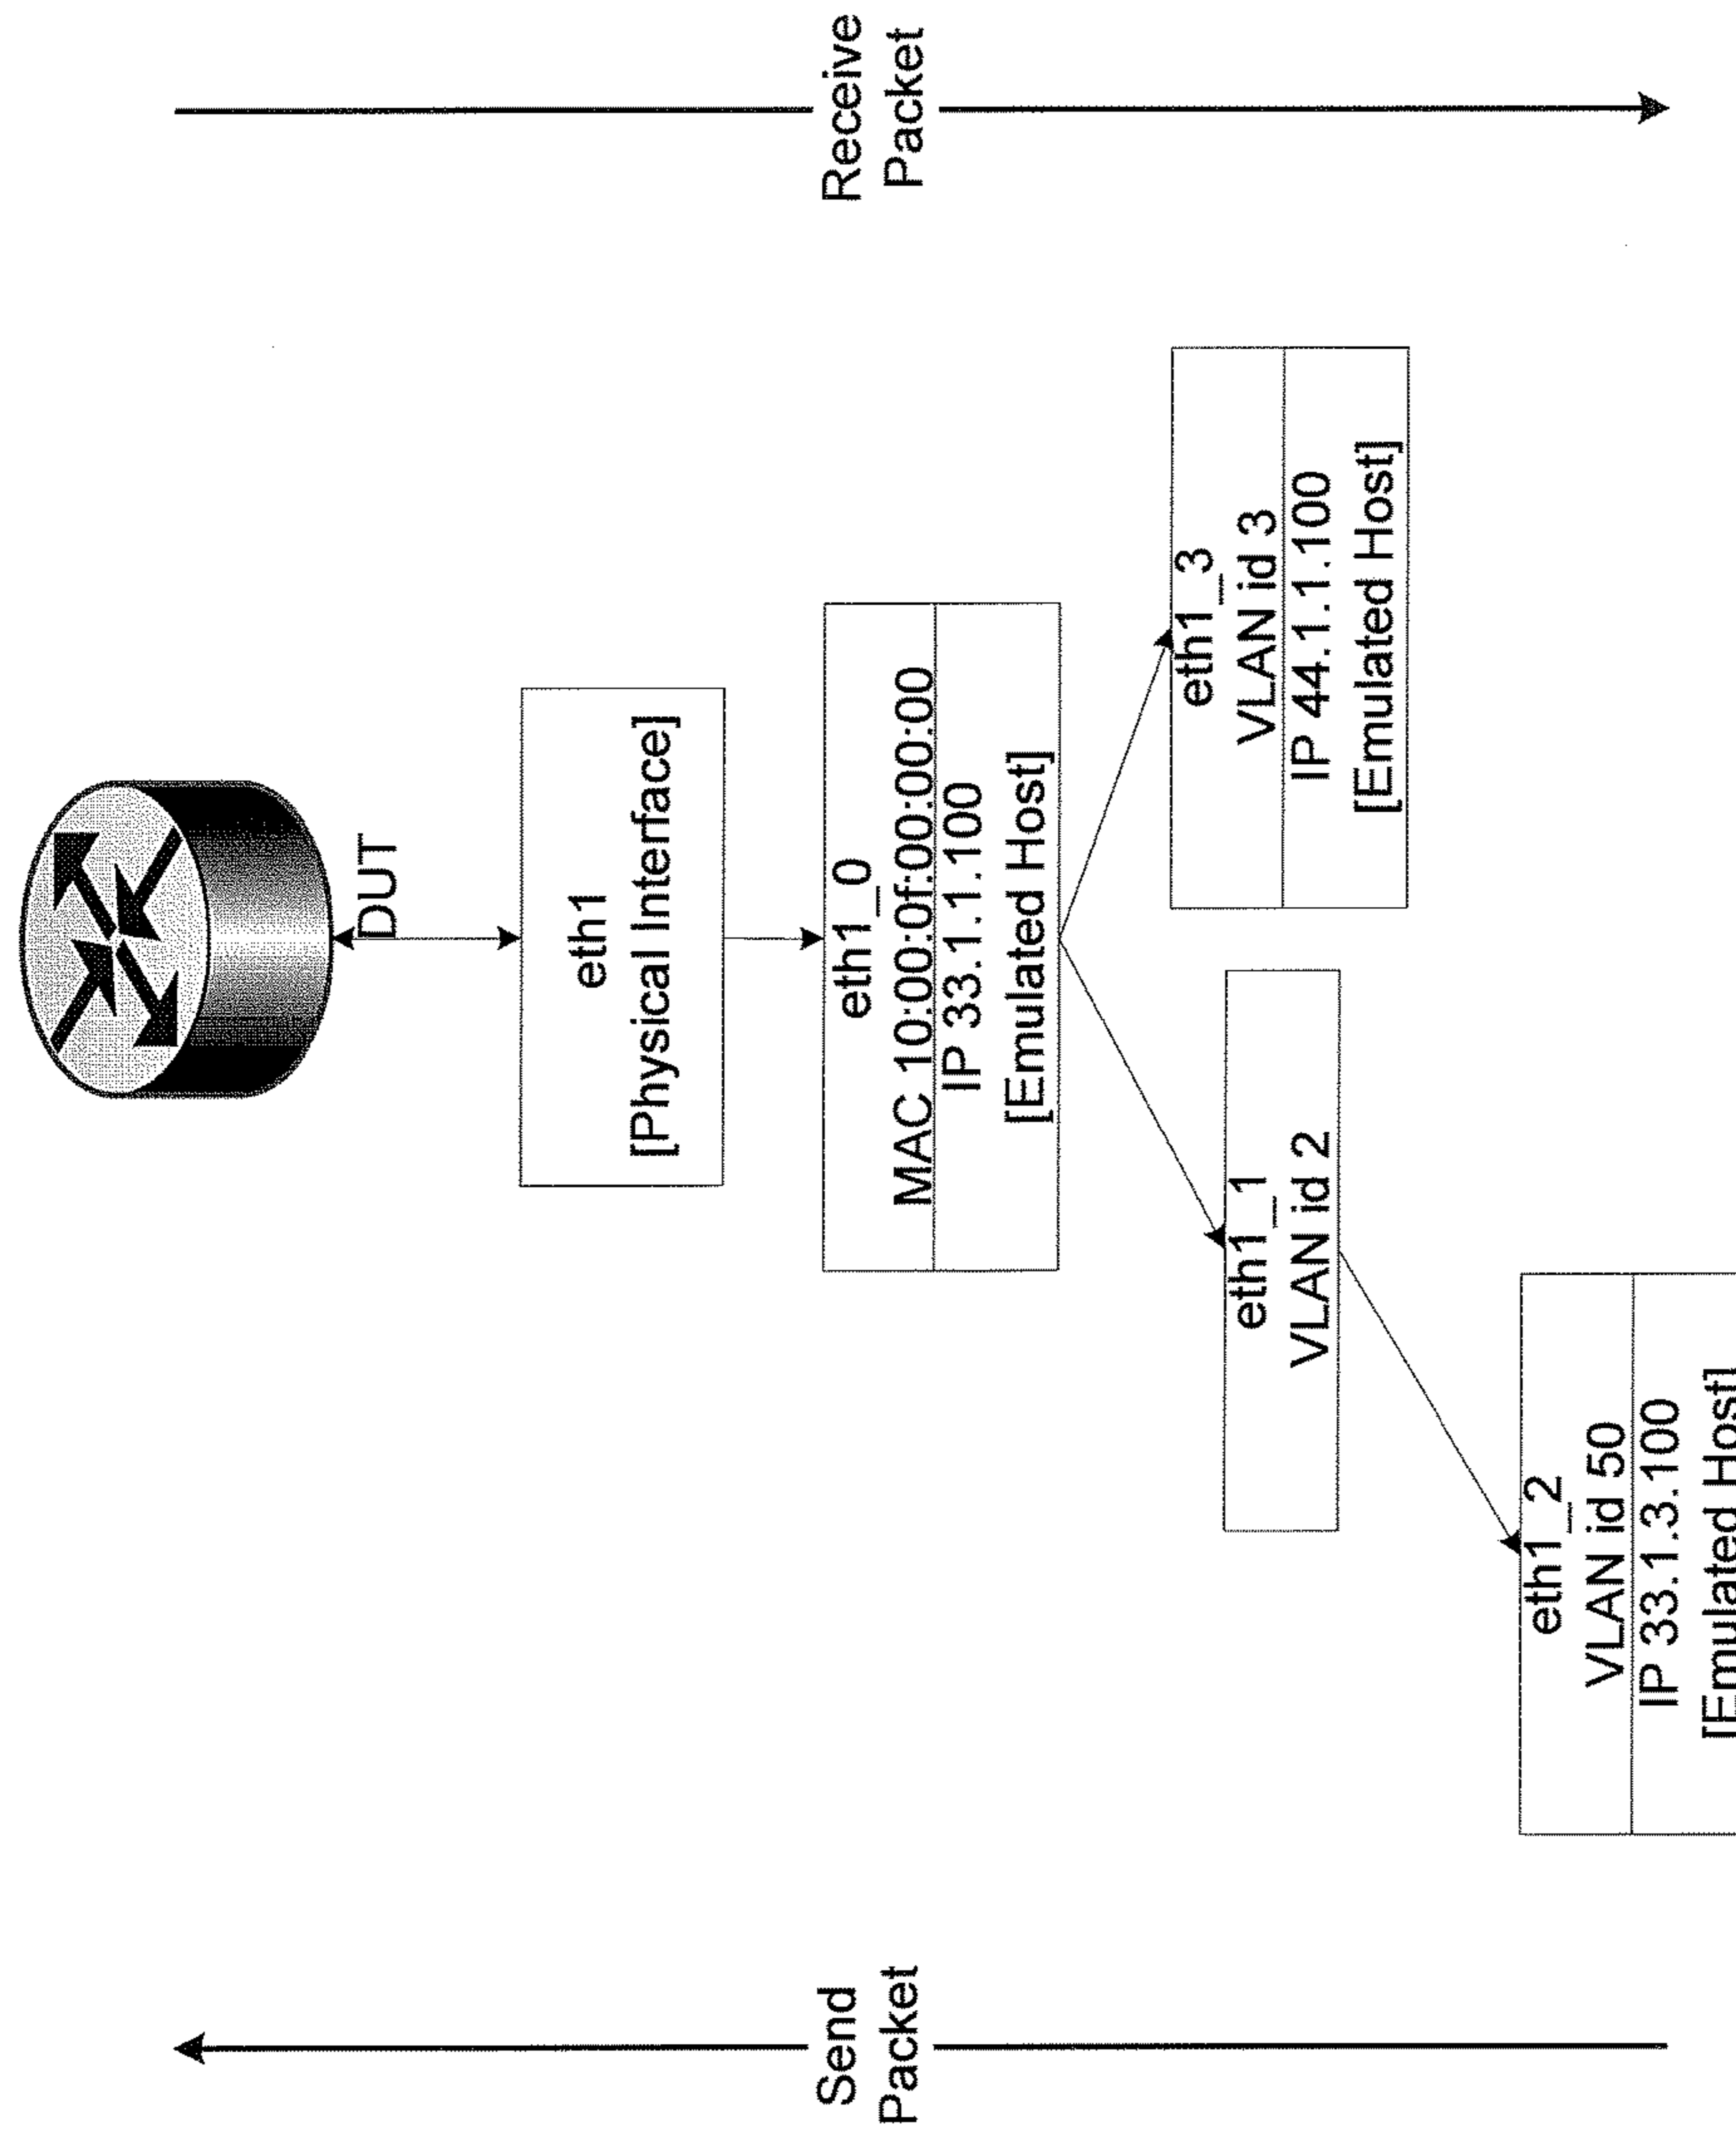 Send
Packet
Receive
Packet
DUT
eth1
[Physical Interface]
eth1_0
MAC 10:00:0f:00:00:00
IP 33.1.1.100
[Emulated Host]
eth1_1
VLAN id 2
eth1_3
VLAN id 3
IP 44.1.1.100
[Emulated Host]
eth1_2
VLAN id 50
IP 33.1.3.100
[Emulated Host]